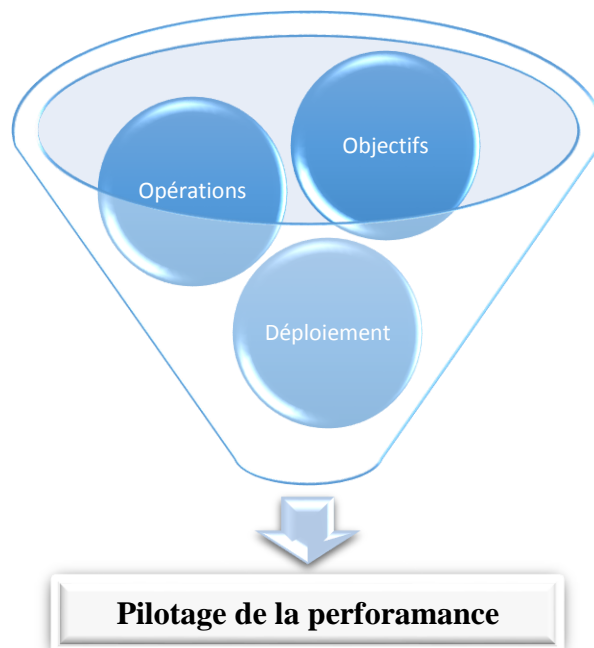 Objectifs
Opérations
Déploiement
Pilotage de la perforamance